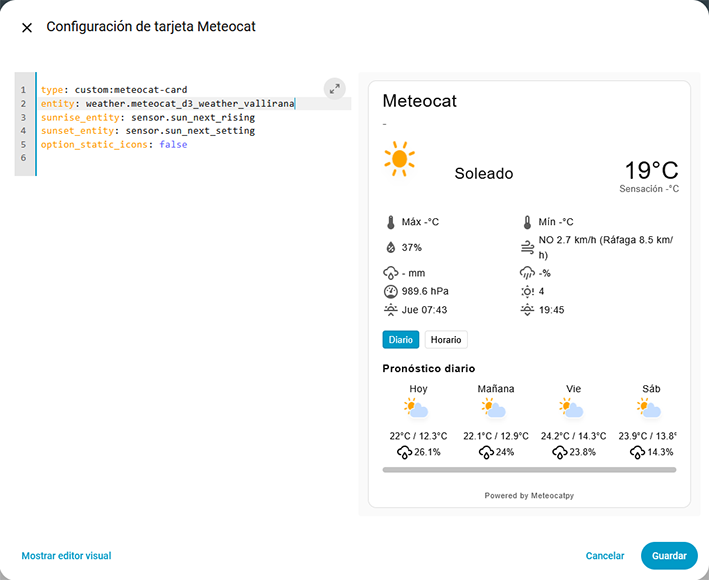 Configuración de tarjeta Meteocat
1 type: custom:meteocat-card
2 entity: weather.meteocat_d3_weather_vallirana
3 sunrise_entity: sensor.sun_next_rising
4 sunset_entity: sensor.sun_next_setting
5 option_static_icons: false
6
Meteocat
-
Soleado
19°C
Sensación -°C
Máx -°C
Mín -°C
37%
NO 2.7 km/h (Ráfaga 8.5 km/
h)
- mm
-%
989.6 hPa
4
Jue 07:43
19:45
Diario Horario
Pronóstico diario
Hoy Mañana Vie Sáb
22°C / 12.3°C 22.1°C / 12.9°C 24.2°C / 14.3°C 23.9°C / 13.8°
26.1% 24% 23.8% 14.3%
Powered by Meteocatpy
Mostrar editor visual
Cancelar Guardar